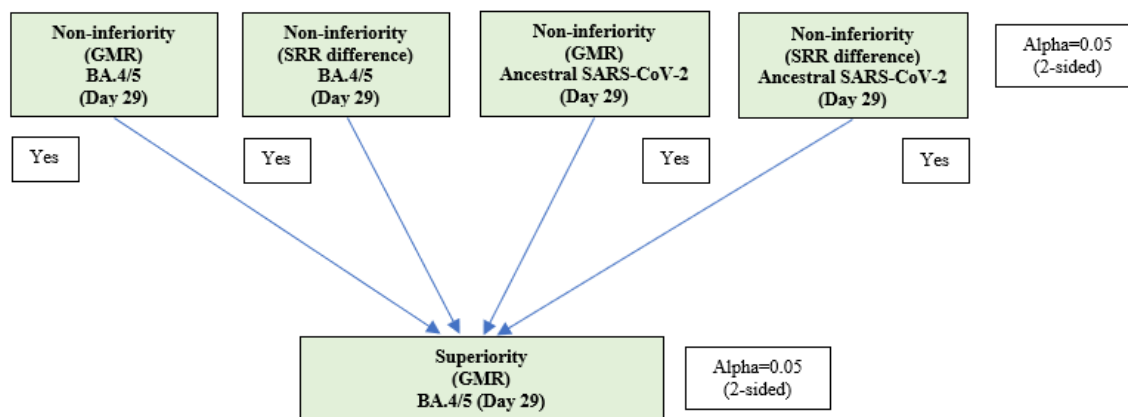 Non-inferiority
(GMR)
BA.4/5
(Day 29)
Non-inferiority
(SRR difference)
BA.4/5
(Day 29)
Non-inferiority
(GMR)
Ancestral SARS-CoV-2
(Day 29)
Non-inferiority
(SRR difference)
Ancestral SARS-CoV-2
(Day 29)
Alpha=0.05
(2-sided)
Yes
Yes
Yes
Yes
Superiority
(GMR)
BA.4/5 (Day 29)
Alpha=0.05
(2-sided)